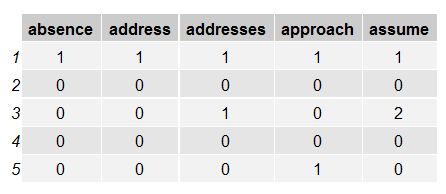 absence address addresses approach assume
1 1 1 1 1 1
2 0 0 0 0 0
3 0 0 1 0 2
4 0 0 0 0 0
5 0 0 0 1 0